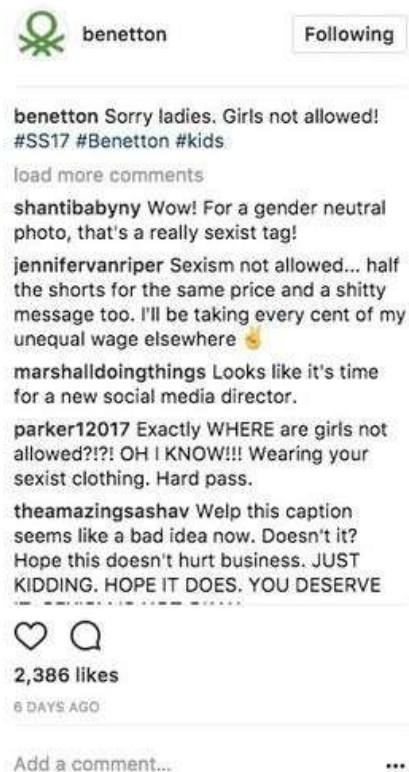 benetton
Following
benetton Sorry ladies. Girls not allowed!
#SS17 #Benetton #kids
load more comments
shantibabyny Wow! For a gender neutral
photo, that's a really sexist tag!
jennifervanriper Sexism not allowed... half
the shorts for the same price and a shitty
message too. I'll be taking every cent of my
unequal wage elsewhere ✌️
marshalldoingthings Looks like it's time
for a new social media director.
parker12017 Exactly WHERE are girls not
allowed?!?! OH I KNOW!!! Wearing your
sexist clothing. Hard pass.
theamazingsashav Welp this caption
seems like a bad idea now. Doesn't it?
Hope this doesn't hurt business. JUST
KIDDING. HOPE IT DOES. YOU DESERVE
2,386 likes
6 DAYS AGO
Add a comment...